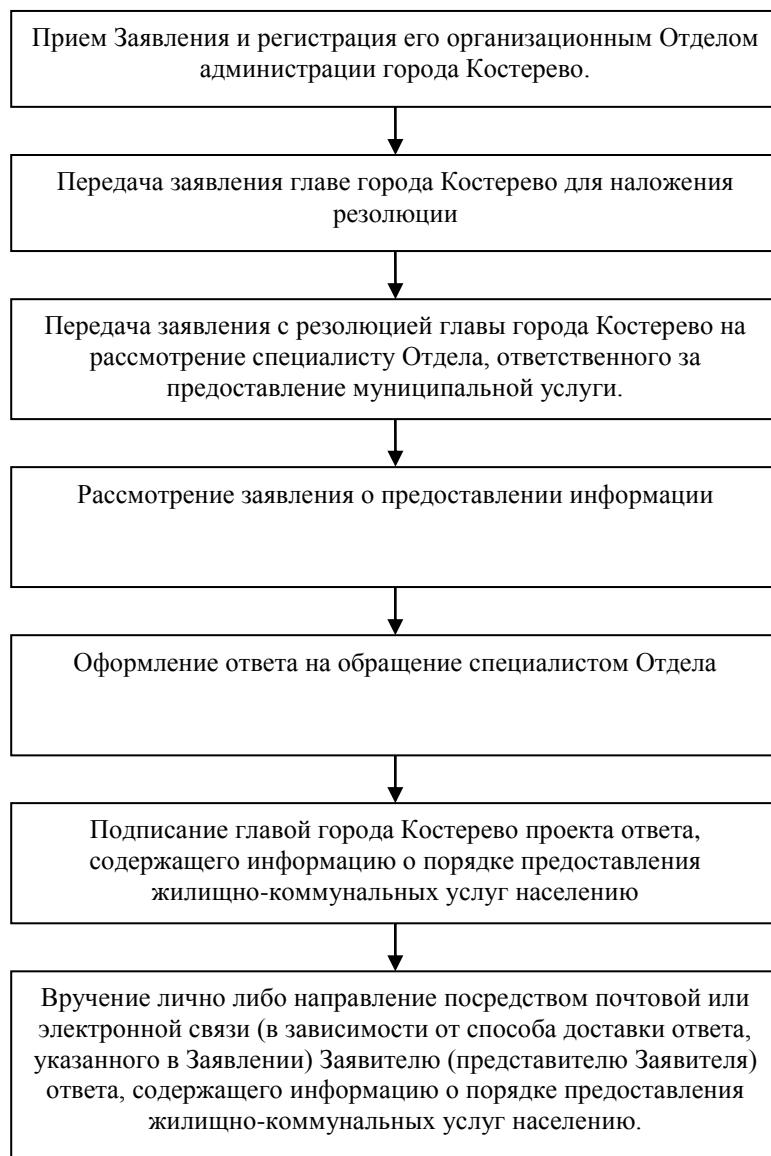 Прием Заявления и регистрация его организационным Отделом
администрации города Костерево.
Передача заявления главе города Костерево для наложения
резолюции
Передача заявления с резолюцией главы города Костерево на
рассмотрение специалисту Отдела, ответственного за
предоставление муниципальной услуги.
Рассмотрение заявления о предоставлении информации
Оформление ответа на обращение специалистом Отдела
Подписание главой города Костерево проекта ответа,
содержащего информацию о порядке предоставления
жилищно-коммунальных услуг населению
Вручение лично либо направление посредством почтовой или
электронной связи (в зависимости от способа доставки ответа,
указанного в Заявлении) Заявителю (представителю Заявителя)
ответа, содержащего информацию о порядке предоставления
жилищно-коммунальных услуг населению.